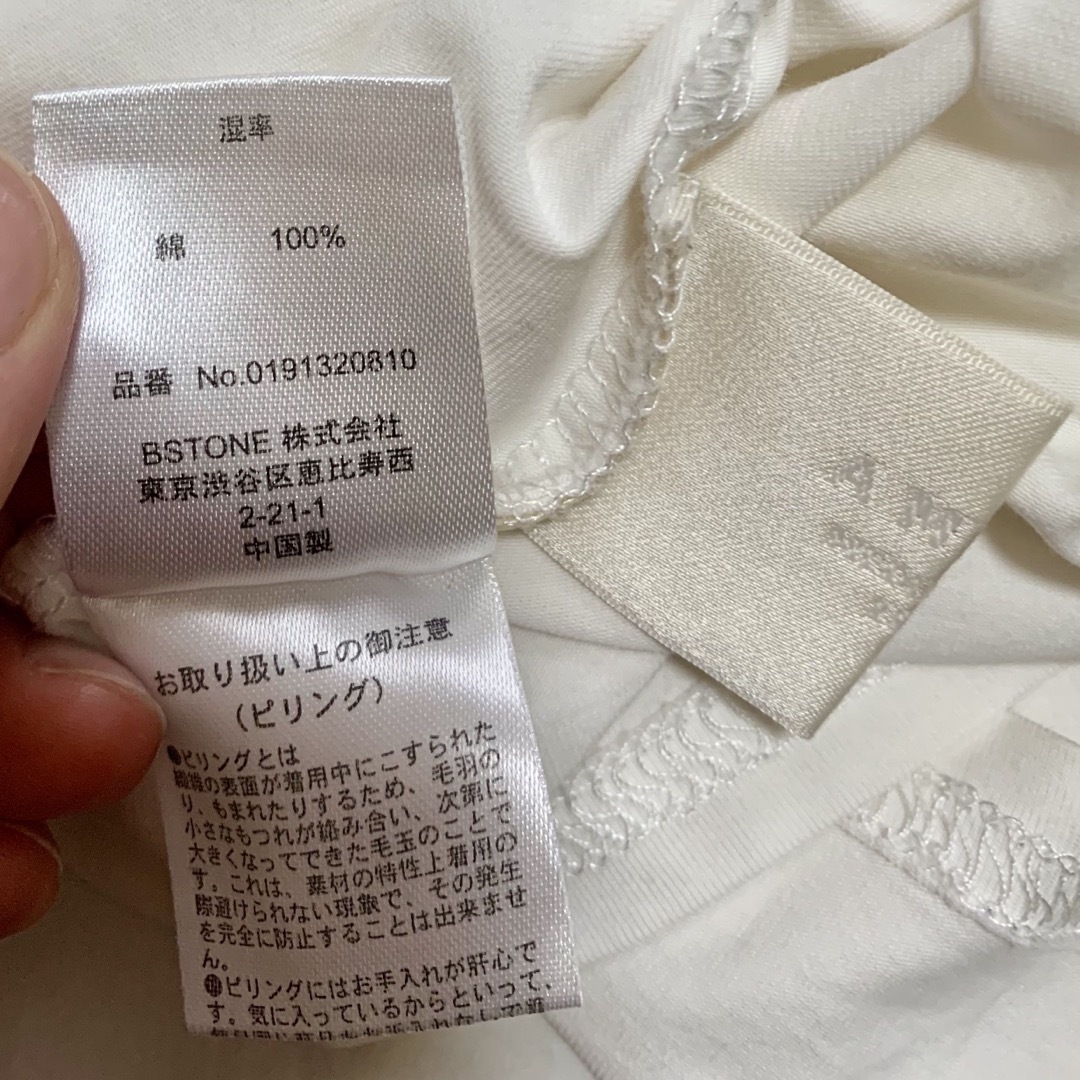 混率
綿 100%
品番 No.0191320810
BSTONE 株式会社
東京渋谷区恵比寿西
2-21-1
中国製
お取り扱い上の御注意
(ピリング)
●ピリングとは
繊維の表面が着用中にこすられた
り、もまれたりするため、毛羽の
小さなもつれが絡み合い、次第に
大きくなってできた毛玉のことで
す。これは、素材の特性上着用の
際避けられない現象で、その発生
を完全に防止することは出来ませ
ん。
●ピリングにはお手入れが肝心で
す。気に入っているからといって、